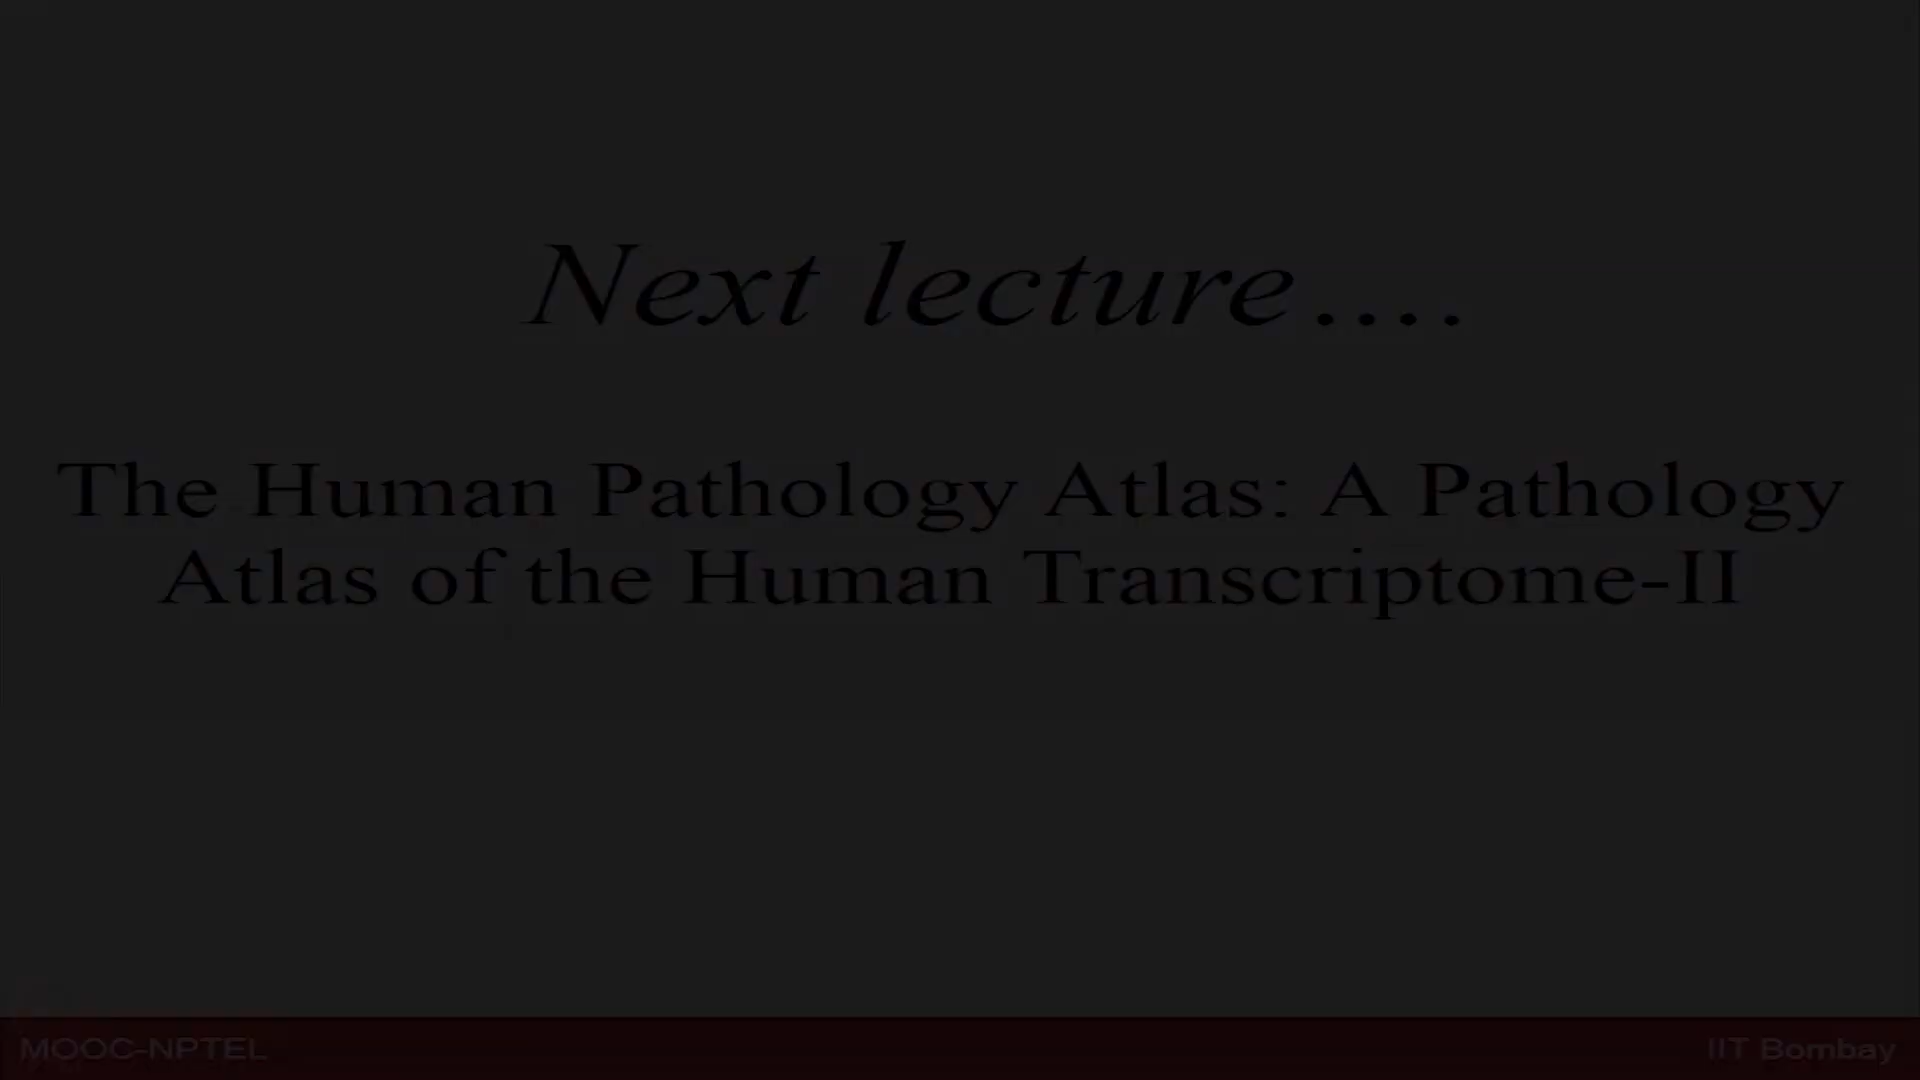 Next lecture....
The Human Pathology Atlas: A Pathology
Atlas of the Human Transcriptome-II
MOOC-NPTEL
IIT Bombay